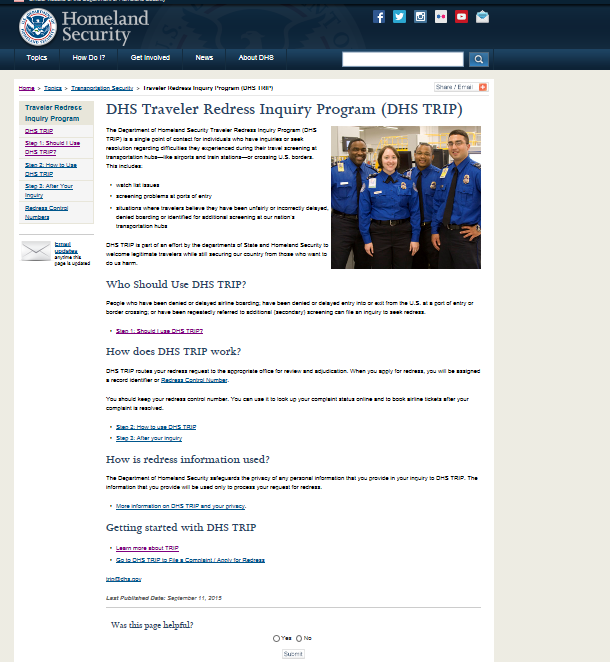 Homeland
Security
Topics How Do I? Get Involved News About DHS
Home > Topics > Transportation Security > Traveler Redress Inquiry Program (DHS TRIP)
Share / Email
Traveler Redress
Inquiry Program
DHS TRIP
Step 1: Should I Use
DHS TRIP?
Step 2: How to Use
DHS TRIP
Step 3: After Your
Inquiry
Redress Control
Numbers
Email
updates
anytime this
page is updated
DHS Traveler Redress Inquiry Program (DHS TRIP)
The Department of Homeland Security Traveler Redress Inquiry Program (DHS
TRIP) is a single point of contact for individuals who have inquiries or seek
resolution regarding difficulties they experienced during their travel screening at
transportation hubs—like airports and train stations—or crossing U.S. borders.
This includes:
watch list issues
screening problems at ports of entry
situations where travelers believe they have been unfairly or incorrectly delayed,
denied boarding or identified for additional screening at our nation's
transportation hubs
DHS TRIP is part of an effort by the departments of State and Homeland Security to
welcome legitimate travelers while still securing our country from those who want to
do us harm.
Who Should Use DHS TRIP?
People who have been denied or delayed airline boarding, have been denied or delayed entry into or exit from the U.S. at a port of entry or
border crossing; or have been repeatedly referred to additional (secondary) screening can file an inquiry to seek redress.
Step 1: Should I use DHS TRIP?
How does DHS TRIP work?
DHS TRIP routes your redress request to the appropriate office for review and adjudication. When you apply for redress, you will be assigned
a record identifier or Redress Control Number.
You should keep your redress control number. You can use it to look up your complaint status online and to book airline tickets after your
complaint is resolved.
Step 2: How to use DHS TRIP
Step 3: After your inquiry
How is redress information used?
The Department of Homeland Security safeguards the privacy of any personal information that you provide in your inquiry to DHS TRIP. The
information that you provide will be used only to process your request for redress.
More information on DHS TRIP and your privacy.
Getting started with DHS TRIP
Learn more about TRIP
Go to DHS TRIP to File a Complaint / Apply for Redress
trip@dhs.gov
Last Published Date: September 11, 2015
Was this page helpful?
Yes No
Submit